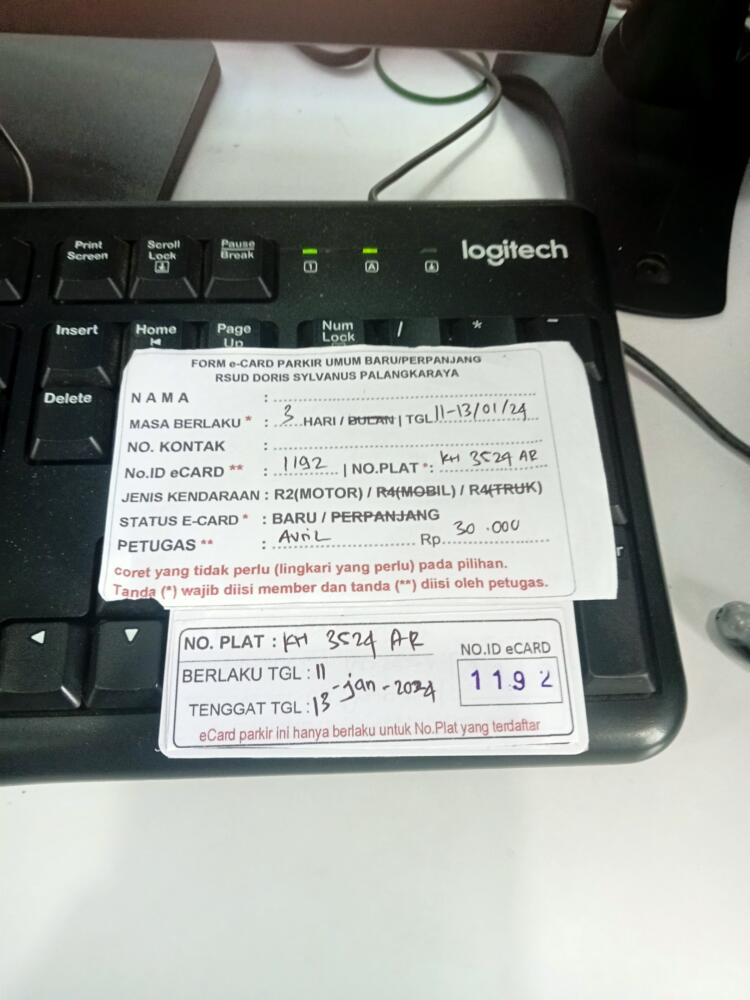 Print Screen
Scroll Lock
Pause Break
1
A
logitech
Insert
Home
Page Up
Num Lock
/
*
-
Delete
FORM e-CARD PARKIR UMUM BARU/PERPANJANG
RSUD DORIS SYLVANUS PALANGKARAYA
NAMA :
MASA BERLAKU * : 3 HARI / BULAN | TGL 11-13/01/24
NO. KONTAK :
No.ID eCARD ** : 1192 | NO.PLAT *: KH 3524 AR
JENIS KENDARAAN : R2(MOTOR) / R4(MOBIL) / R4(TRUK)
STATUS E-CARD * : BARU / PERPANJANG
PETUGAS ** : AvriL Rp. 30.000
coret yang tidak perlu (lingkari yang perlu) pada pilihan.
Tanda (*) wajib diisi member dan tanda (**) diisi oleh petugas.
NO. PLAT : KH 3524 AR
NO.ID eCARD
1192
BERLAKU TGL : 11
TENGGAT TGL : 13 -jan-2024
eCard parkir ini hanya berlaku untuk No.Plat yang terdaftar